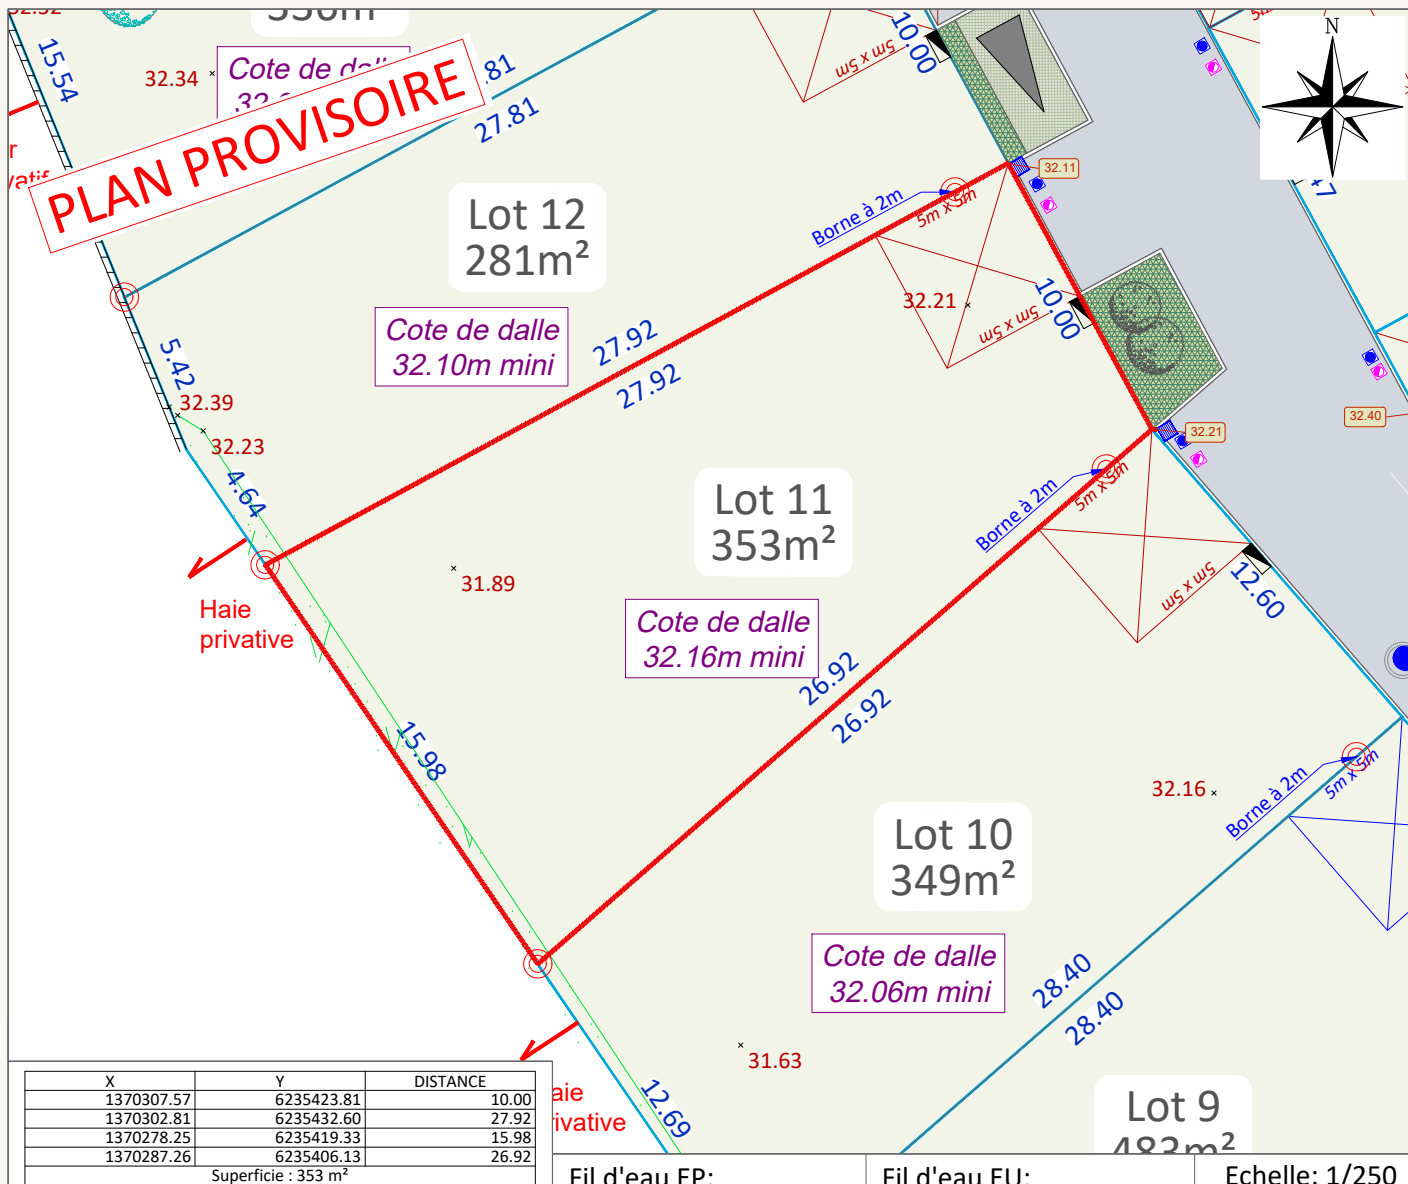 15.54
32.34
Cote de
PLAN PROVISOIRE
27.81
Lot 12
281m²
Cote de dalle
32.10m mini
27.92
27.92
Borne à 2m
5m x 5m
10.00
5m x 5m
N
32.11
32.21
10.00
5m x 5m
5.42
32.39
32.23
4.64
32.40
32.21
Lot 11
353m²
Borne à 2m
5m x 5m
31.89
Haie
privative
Cote de dalle
32.16m mini
26.92
26.92
5m x 5m
12.60
15.98
32.16
Borne à 2m
5m x 5m
Lot 10
349m²
Cote de dalle
32.06m mini
28.40
28.40
31.63
12.69
aie
rivative
Lot 9
483m²
X Y DISTANCE
1370307.57 6235423.81 10.00
1370302.81 6235432.60 27.92
1370278.25 6235419.33 15.98
1370287.26 6235406.13 26.92
Superficie : 353 m²
Fil d'eau EP:
Fil d'eau EU:
Echelle: 1/250